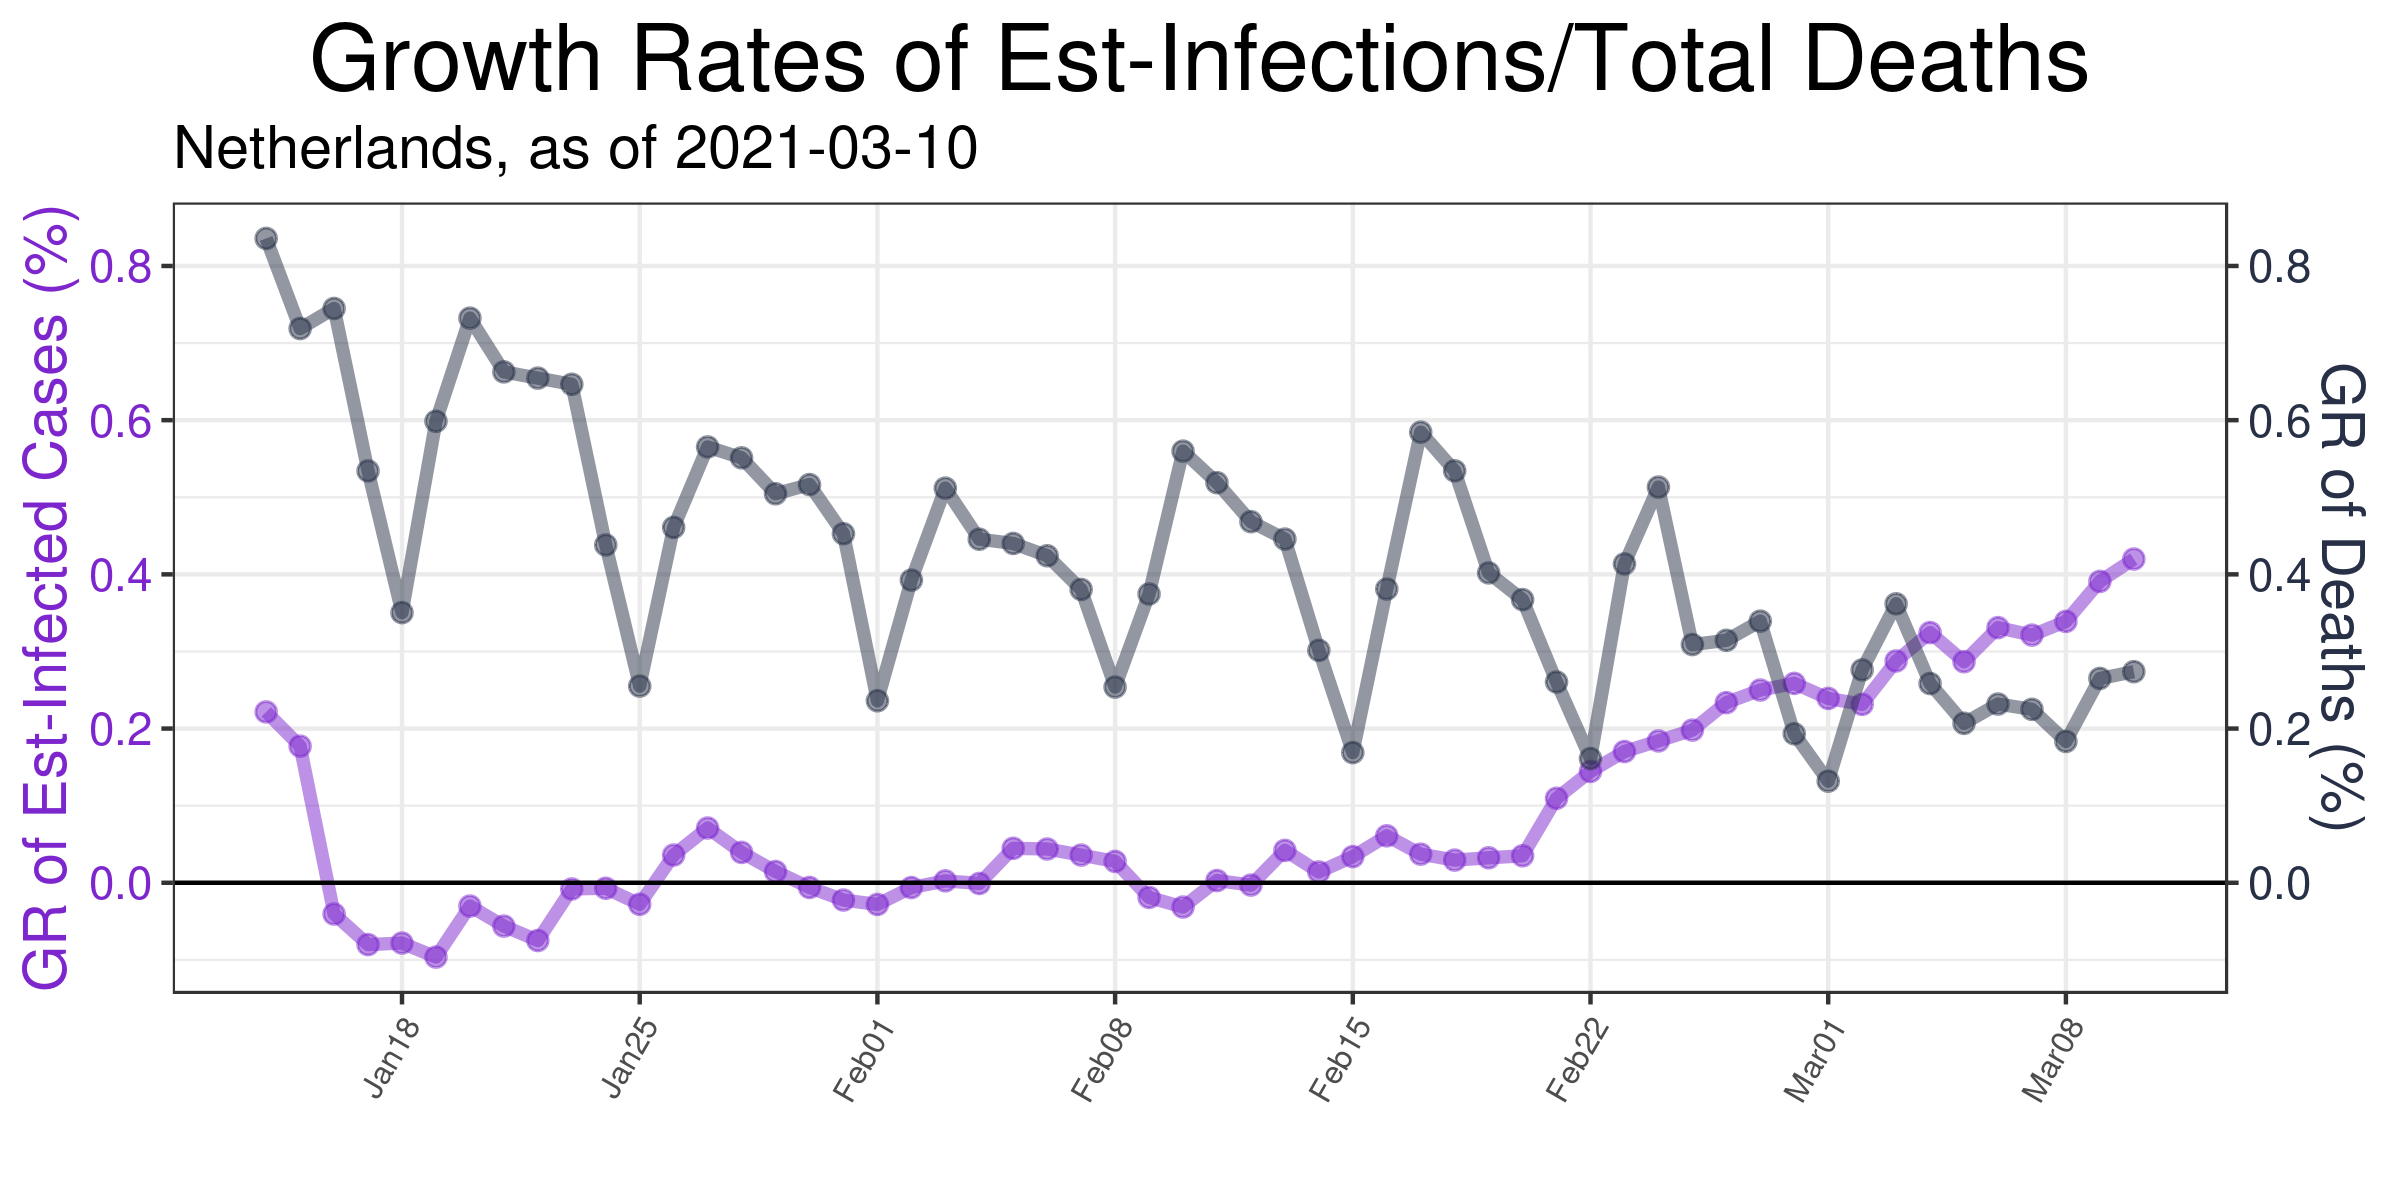 Growth Rates of Est-Infections/Total Deaths
Netherlands, as of 2021-03-10
GR of Est-Infected Cases (%)
0.8
0.6
0.4
0.2
0.0
0.8
0.6
0.4
0.2
0.0
GR of Deaths (%)
Jan18
Jan25
Feb01
Feb08
Feb15
Feb22
Mar01
Mar08